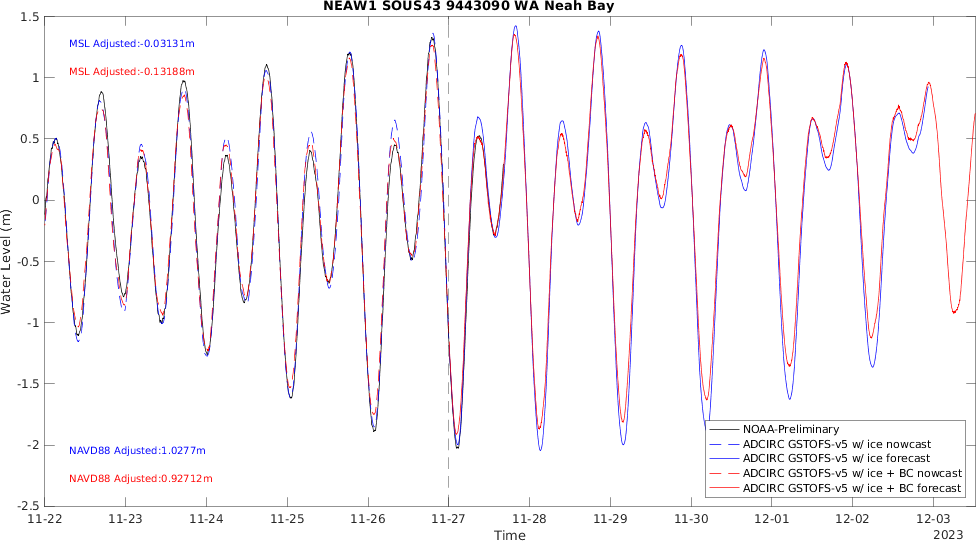 NEAW1 SOUS43 9443090 WA Neah Bay
1.5
1
0.5
0
-0.5
-1
-1.5
-2
-2.5
Water Level (m)
MSL Adjusted:-0.03131m
MSL Adjusted:-0.13188m
NAVD88 Adjusted:1.0277m
NAVD88 Adjusted:0.92712m
NOAA-Preliminary
ADCIRC GSTOFS-v5 w/ ice nowcast
ADCIRC GSTOFS-v5 w/ ice forecast
ADCIRC GSTOFS-v5 w/ ice + BC nowcast
ADCIRC GSTOFS-v5 w/ ice + BC forecast
11-22 11-23 11-24 11-25 11-26 11-27 11-28 11-29 11-30 12-01 12-02 12-03
Time
2023